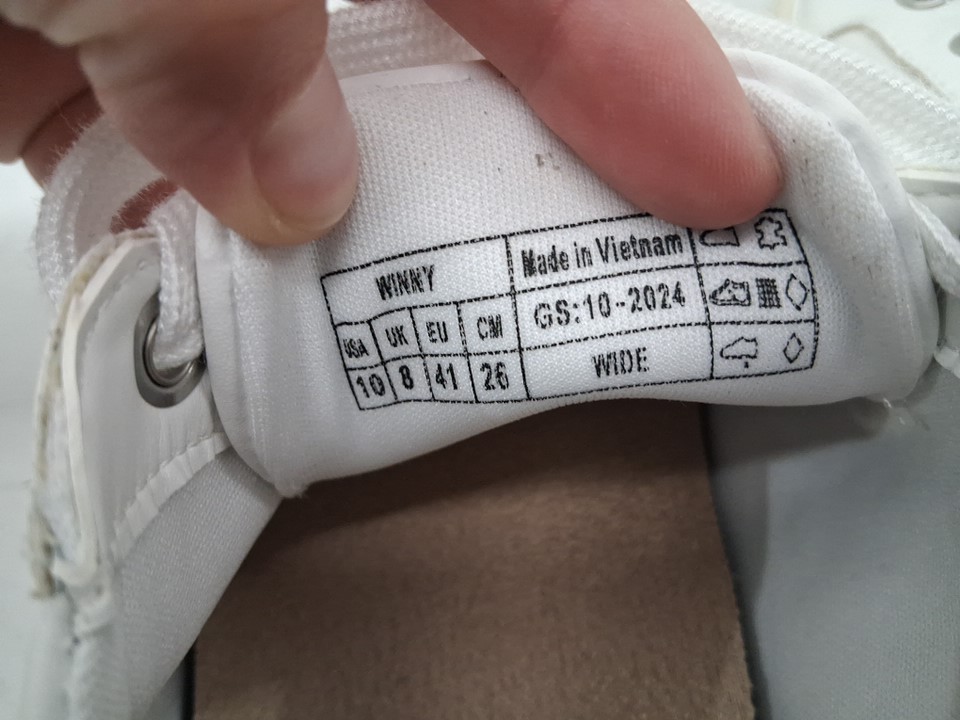 WINNY
Made in Vietnam
USA UK EU CM
GS:10-2024
10 8 41 26
WIDE